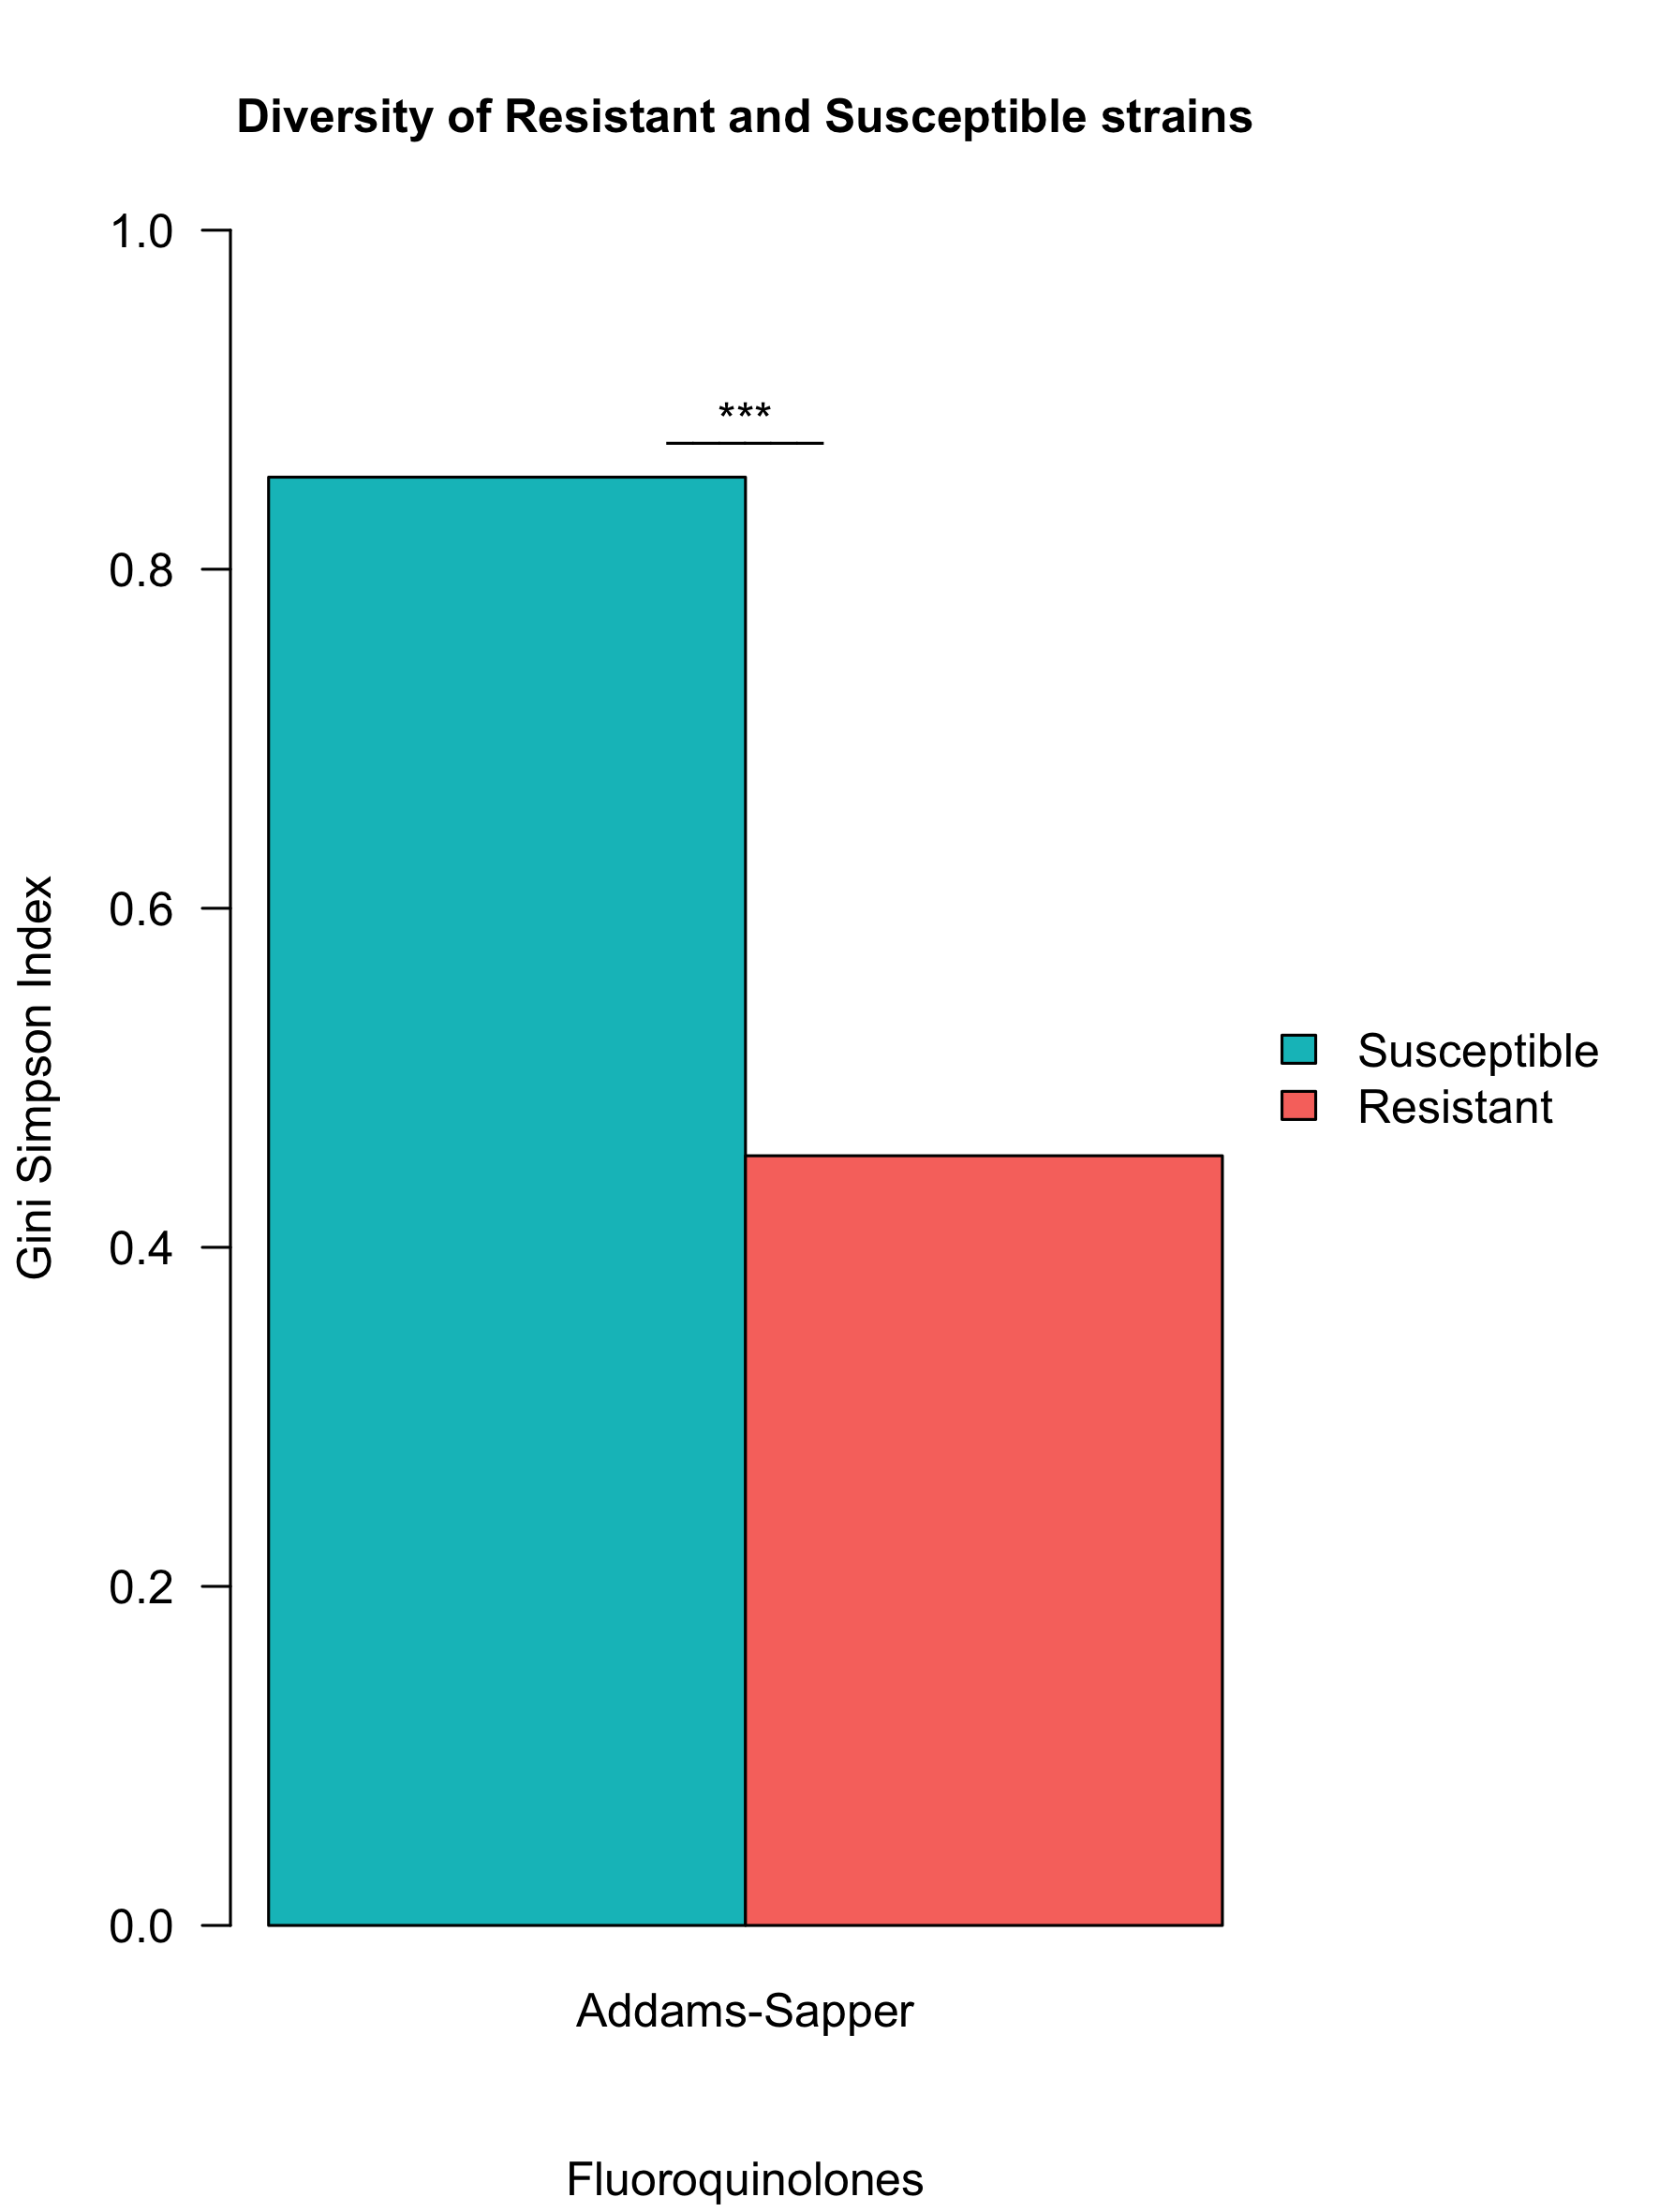 Diversity of Resistant and Susceptible strains
1.0
***
0.8
0.6
Gini Simpson Index
Susceptible
Resistant
0.4
0.2
0.0
Addams-Sapper
Fluoroquinolones